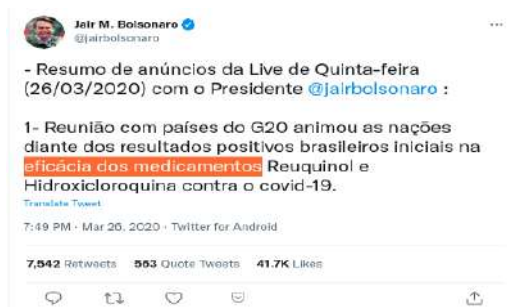 Jair M. Bolsonaro
@jairbolsonaro
- Resumo de anúncios da Live de Quinta-feira
(26/03/2020) com o Presidente @jairbolsonaro :
1- Reunião com países do G20 animou as nações
diante dos resultados positivos brasileiros iniciais na
eficácia dos medicamentos Reuquinol e
Hidroxicloroquina contra o covid-19.
Translate Tweet
7:49 PM · Mar 26, 2020 · Twitter for Android
7,542 Retweets 563 Quote Tweets 41.7K Likes